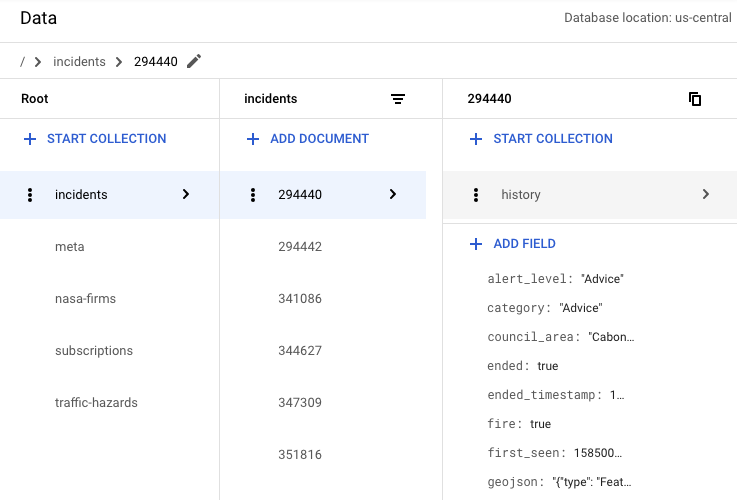 Data
Database location: us-central
/ > incidents > 294440
Root
incidents
294440
+ START COLLECTION
+ ADD DOCUMENT
+ START COLLECTION
incidents
294440
history
meta
294442
+ ADD FIELD
nasa-firms
341086
alert_level: "Advice"
category: "Advice"
subscriptions
344627
council_area: "Cabon...
ended: true
traffic-hazards
347309
ended_timestamp: 1...
fire: true
351816
first_seen: 158500...
geojson: "{"type": "Feat...